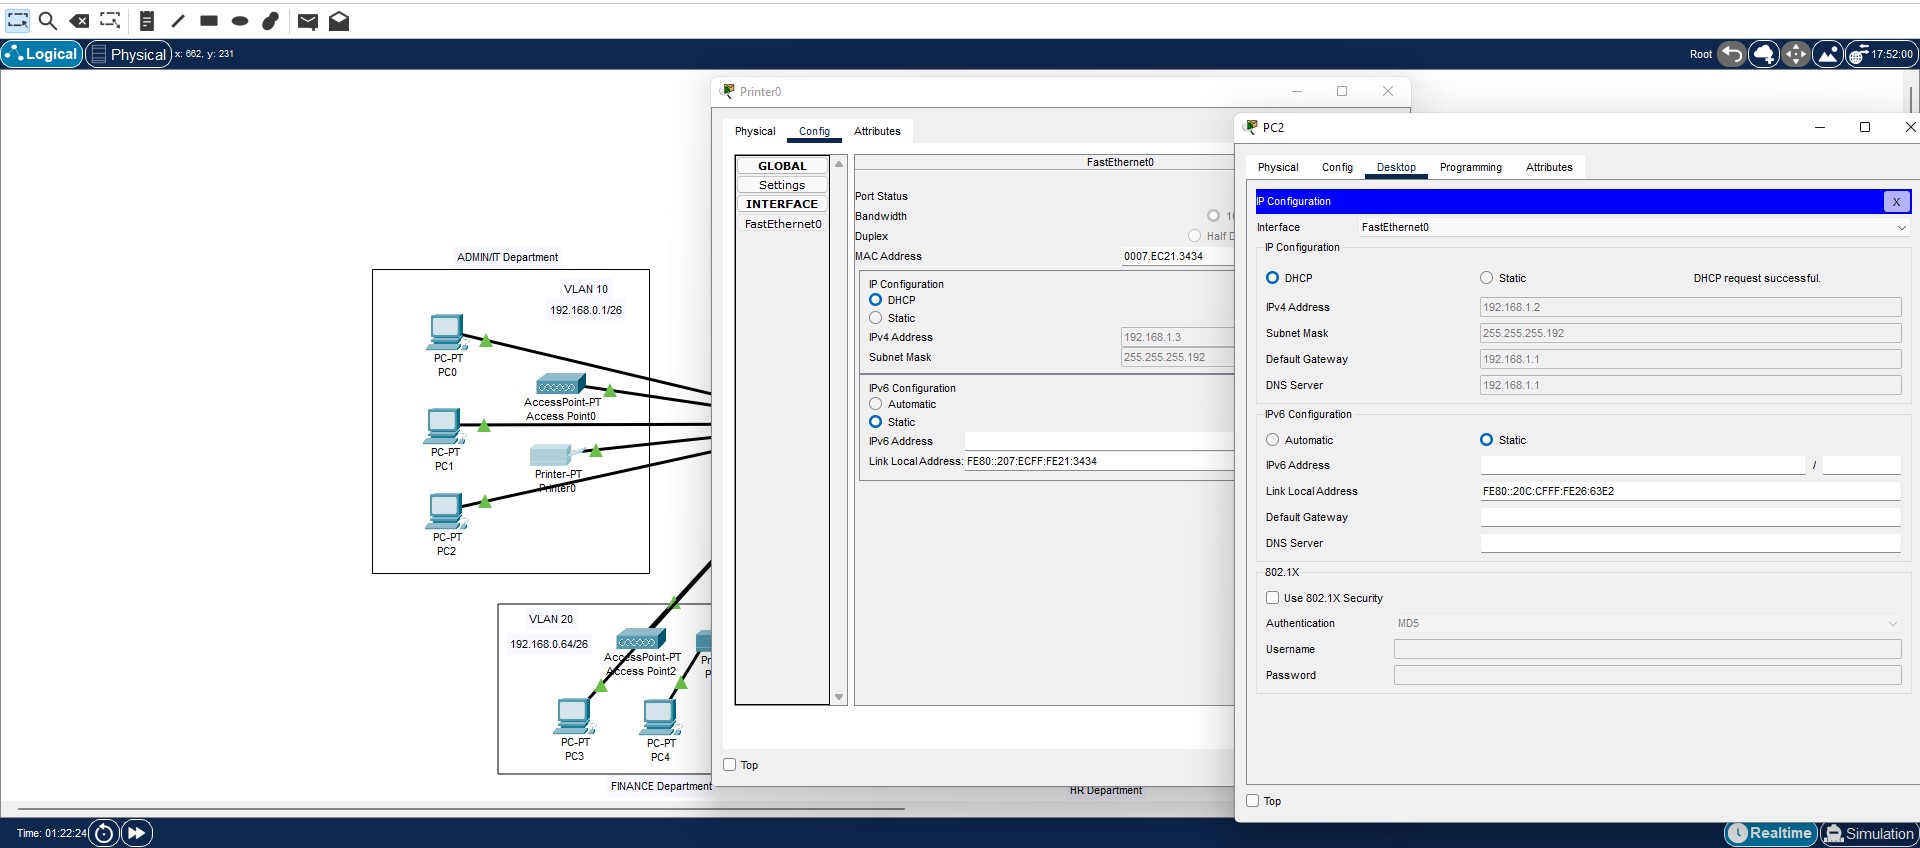 Logical
Physical
x: 662, y: 231
Root
17:52:00
ADMIN/IT Department
VLAN 10
192.168.0.1/26
PC-PT
PC0
AccessPoint-PT
Access Point0
PC-PT
PC1
Printer-PT
Printer0
PC-PT
PC2
VLAN 20
192.168.0.64/26
AccessPoint-PT
Access Point2
Pr
P
PC-PT
PC3
PC-PT
PC4
FINANCE Department
HR Department
Printer0
Physical
Config
Attributes
GLOBAL
Settings
INTERFACE
FastEthernet0
FastEthernet0
Port Status
Bandwidth
Duplex
Half D
MAC Address
0007.EC21.3434
IP Configuration
DHCP
Static
IPv4 Address
192.168.1.3
Subnet Mask
255.255.255.192
IPv6 Configuration
Automatic
Static
IPv6 Address
Link Local Address: FE80::207:ECFF:FE21:3434
Top
PC2
Physical
Config
Desktop
Programming
Attributes
IP Configuration
X
Interface
FastEthernet0
IP Configuration
DHCP
Static
DHCP request successful.
IPv4 Address
192.168.1.2
Subnet Mask
255.255.255.192
Default Gateway
192.168.1.1
DNS Server
192.168.1.1
IPv6 Configuration
Automatic
Static
IPv6 Address
/
Link Local Address
FE80::20C:CFFF:FE26:63E2
Default Gateway
DNS Server
802.1X
Use 802.1X Security
Authentication
MD5
Username
Password
Top
Time: 01:22:24
Realtime
Simulation